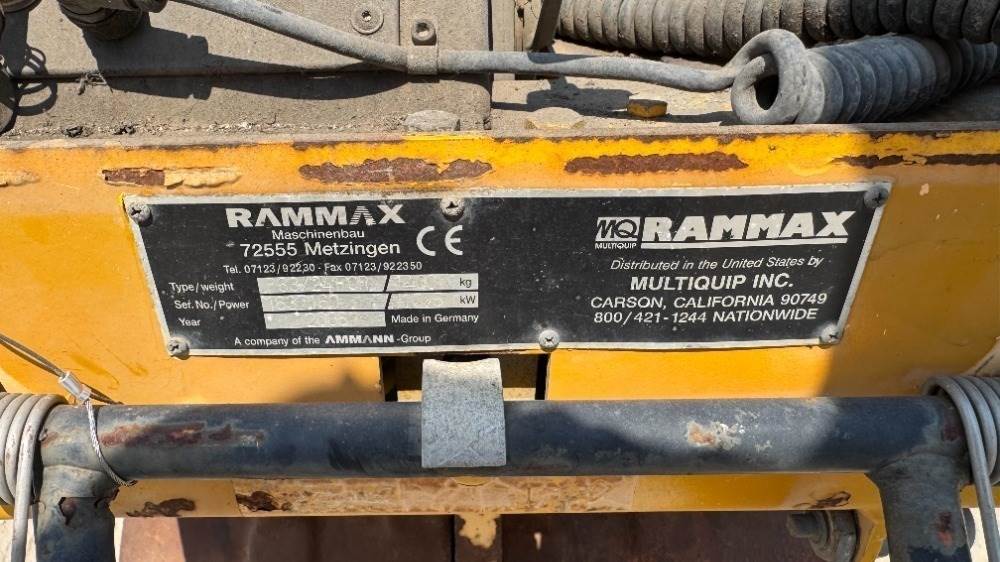 RAMMAX
Maschinenbau
72555 Metzingen
CE
Tel. 07123/92230 - Fax 07123/922350
Type/weight / kg
Ser. No./Power / kW
Year Made in Germany
A company of the AMMANN-Group
MQ RAMMAX
MULTIQUIP
Distributed in the United States by
MULTIQUIP INC.
CARSON, CALIFORNIA 90749
800/421-1244 NATIONWIDE